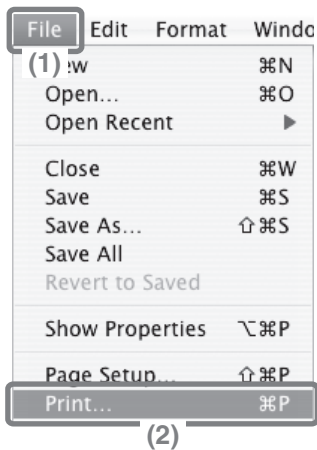 File Edit Format Windo
(1) ew ⌘N
Open... ⌘O
Open Recent ▶
Close ⌘W
Save ⌘S
Save As... ⇧⌘S
Save All
Revert to Saved
Show Properties ⌥⌘P
Page Setup... ⇧⌘P
Print... ⌘P
(2)